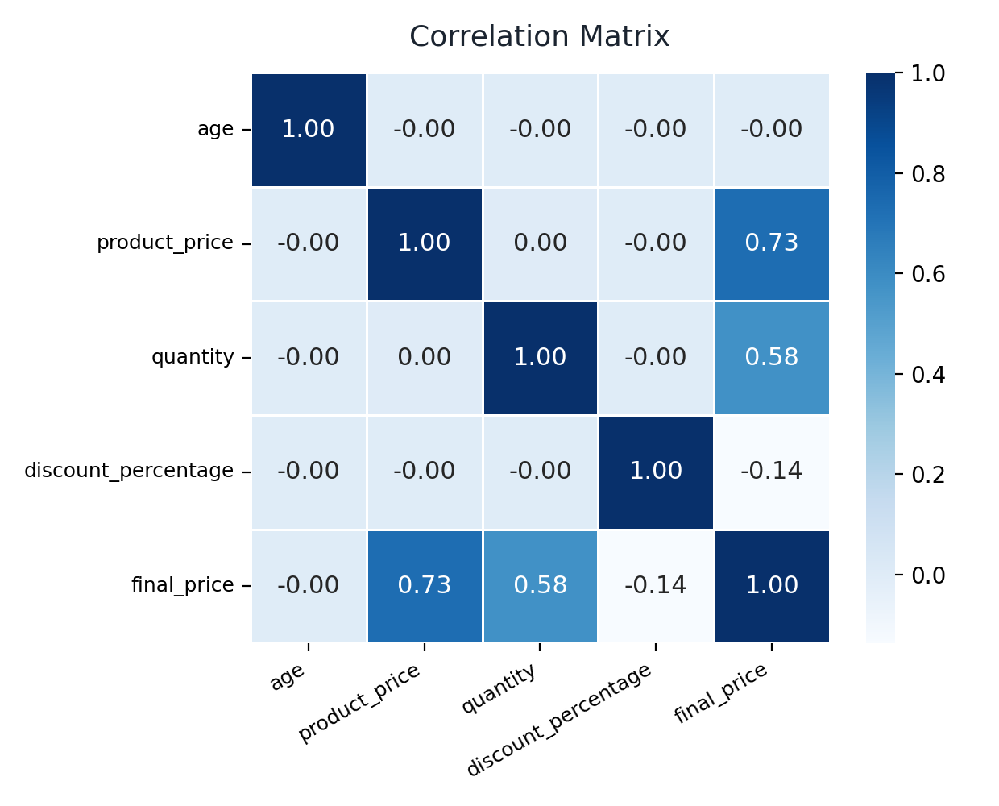 Correlation Matrix
age 1.00 -0.00 -0.00 -0.00 -0.00
product_price -0.00 1.00 0.00 -0.00 0.73
quantity -0.00 0.00 1.00 -0.00 0.58
discount_percentage -0.00 -0.00 -0.00 1.00 -0.14
final_price -0.00 0.73 0.58 -0.14 1.00
age product_price quantity discount_percentage final_price
1.0
0.8
0.6
0.4
0.2
0.0